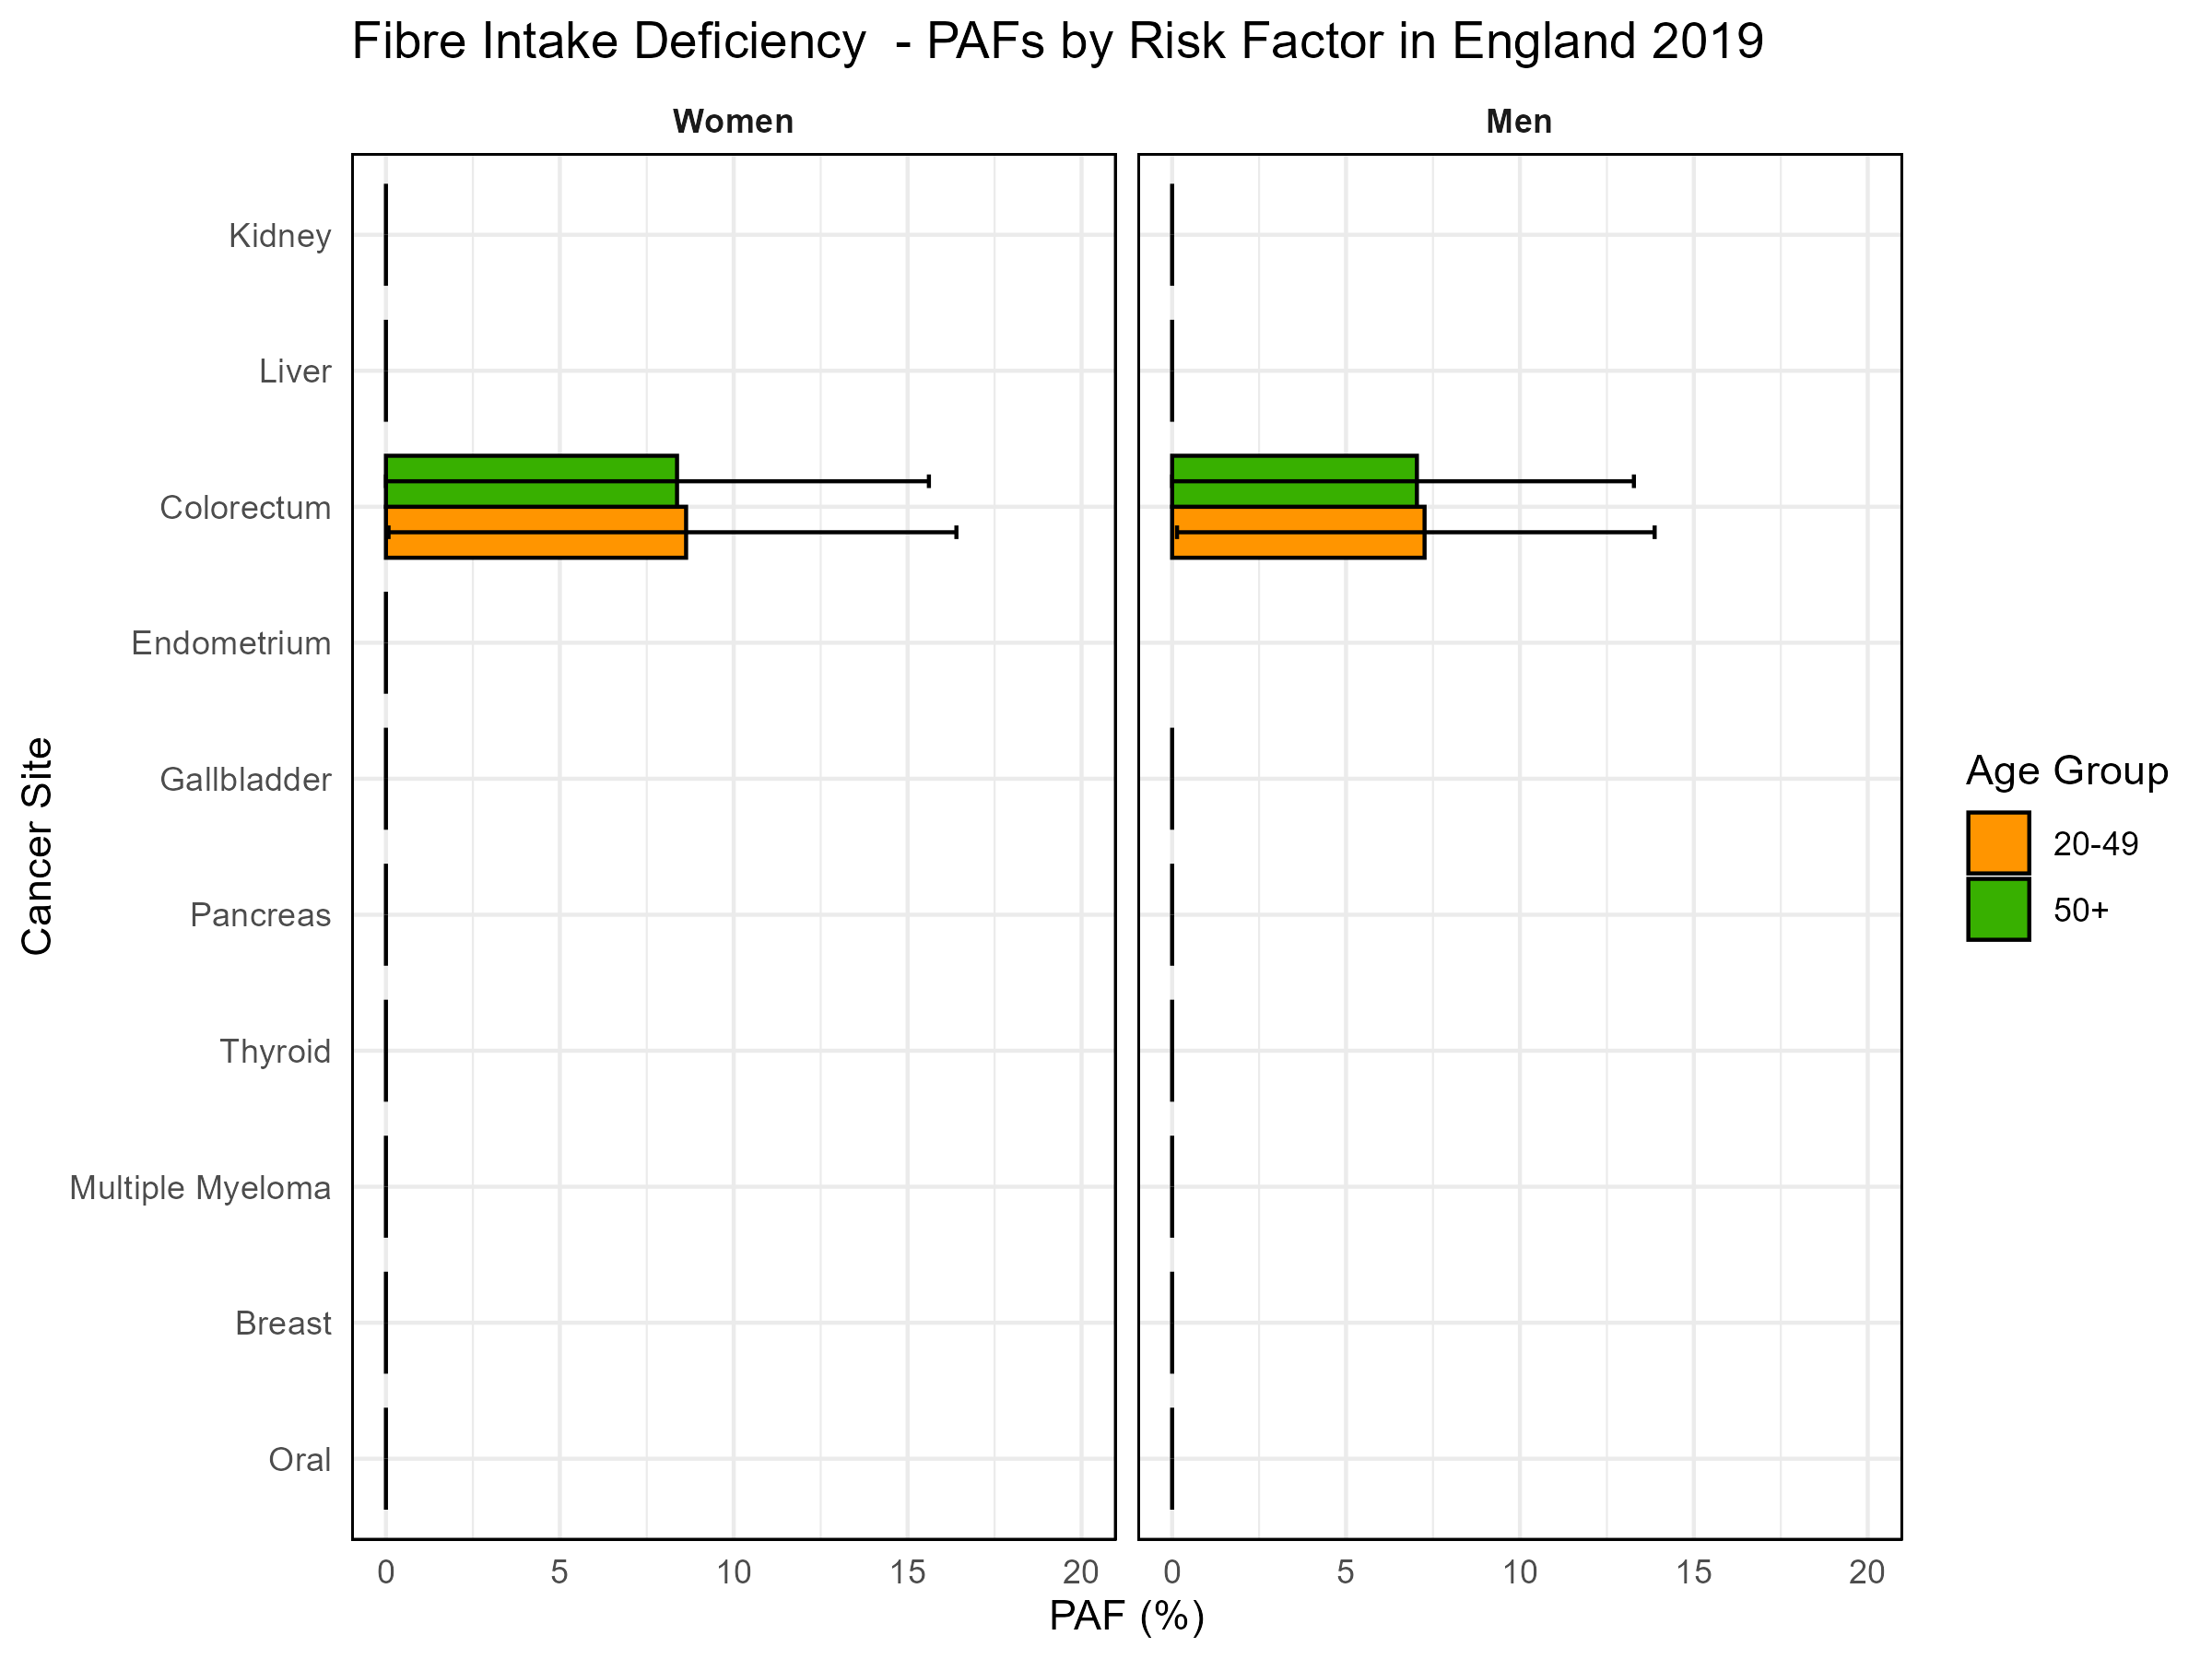 Fibre Intake Deficiency  - PAFs by Risk Factor in England 2019
Women
Men
Kidney
Liver
Colorectum
Endometrium
Gallbladder
Pancreas
Thyroid
Multiple Myeloma
Breast
Oral
Cancer Site
0 5 10 15 20
0 5 10 15 20
PAF (%)
Age Group
20-49
50+